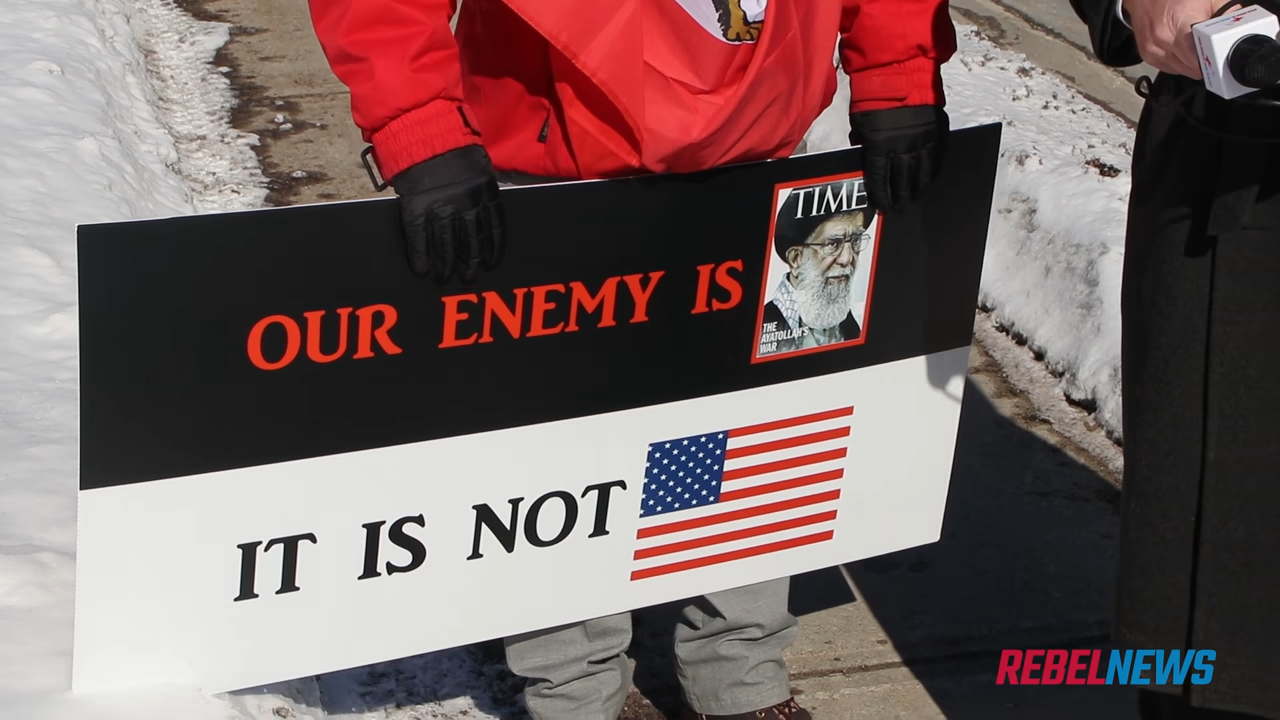 OUR ENEMY IS
TIME
THE
AYATOLLAH'S
WAR
IT IS NOT
REBELNEWS